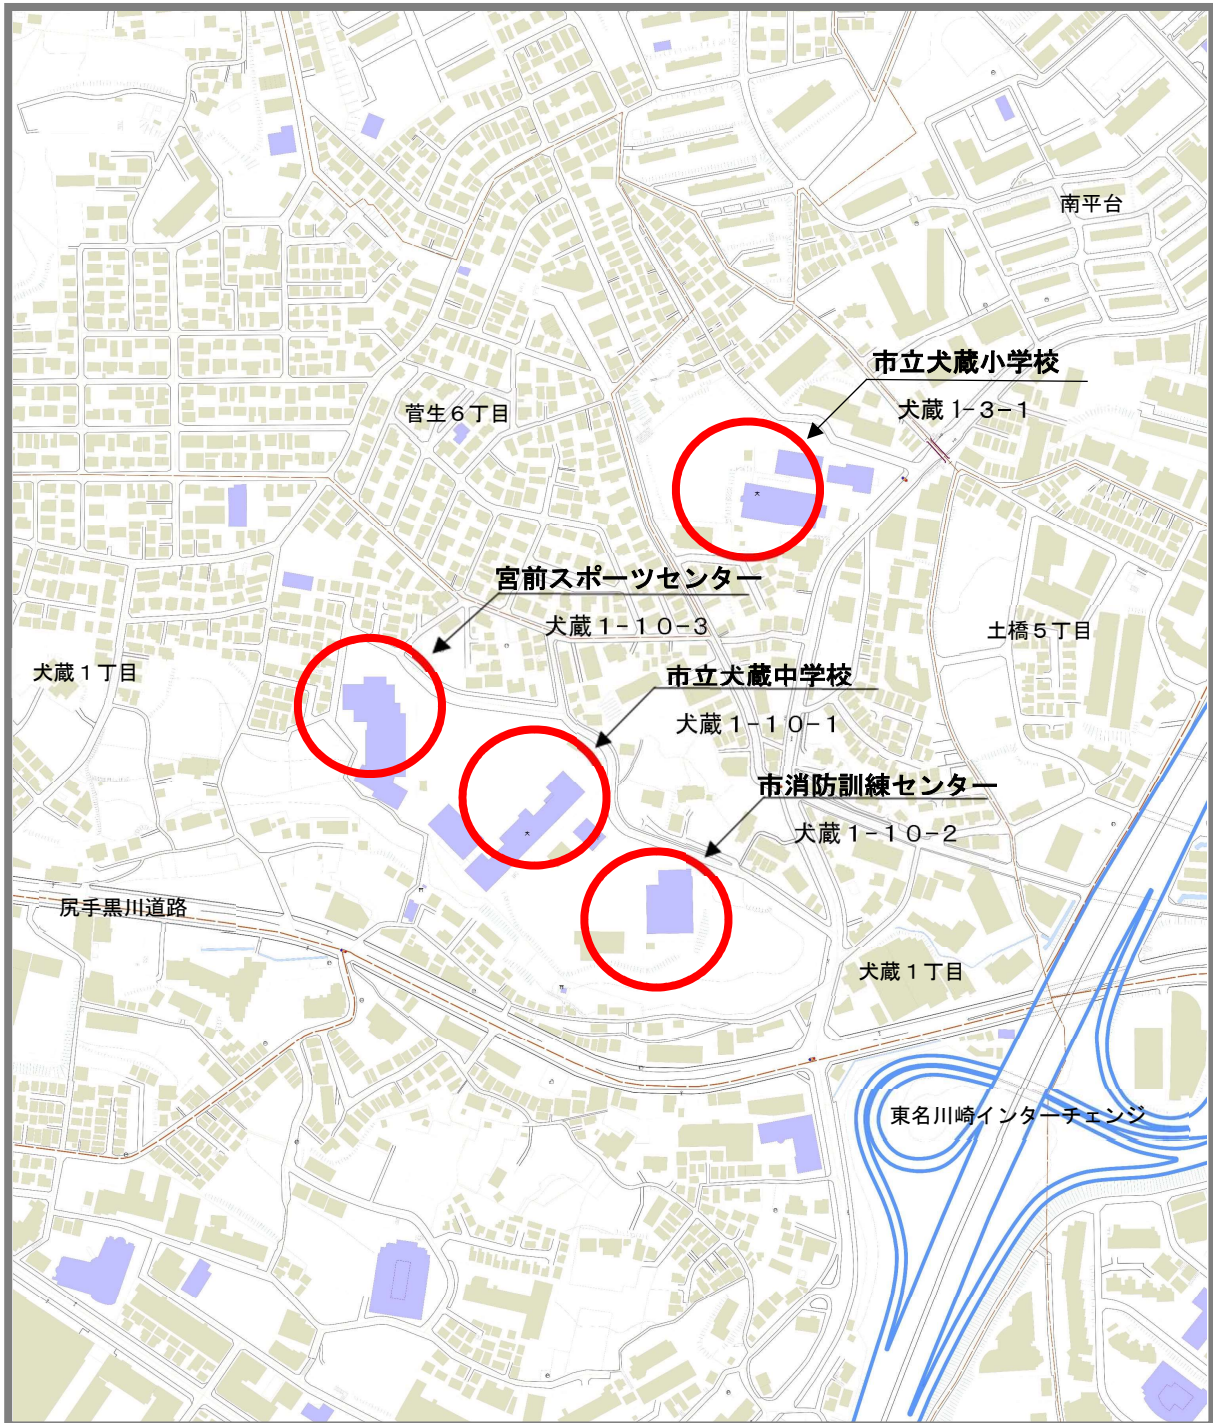 南平台
市立犬蔵小学校
犬蔵1-3-1
菅生6丁目
宮前スポーツセンター
犬蔵1-10-3
土橋5丁目
犬蔵1丁目
市立犬蔵中学校
犬蔵1-10-1
市消防訓練センター
犬蔵1-10-2
尻手黒川道路
犬蔵1丁目
東名川崎インターチェンジ